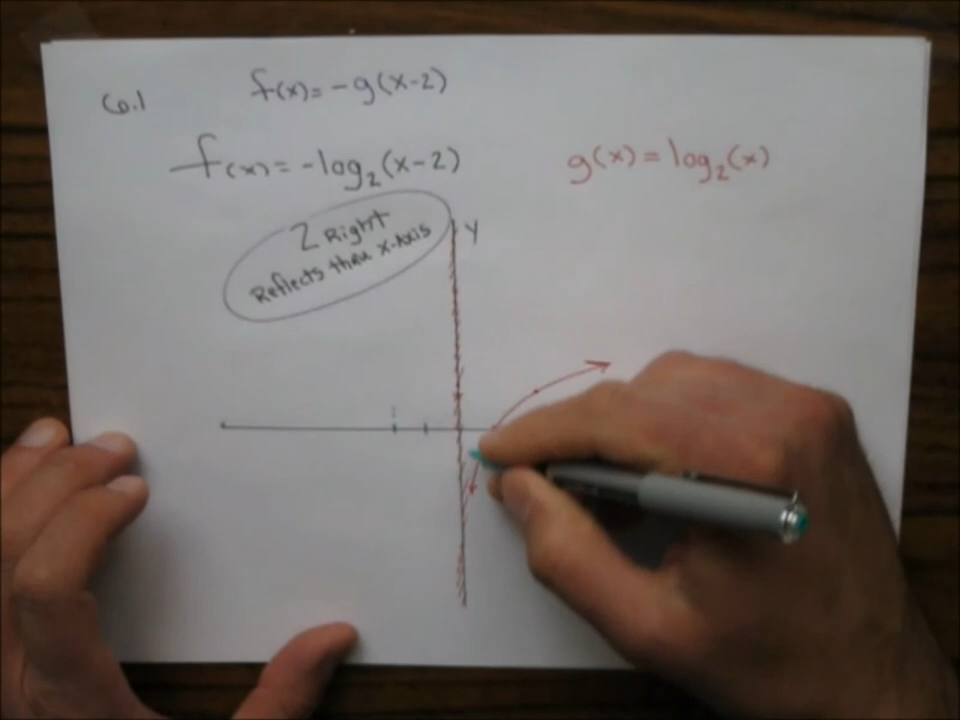 6.1
f(x) = -g(x-2)
f(x) = -log₂(x-2)
g(x) = log₂(x)
2 Right
Reflects thru X-Axis
Y